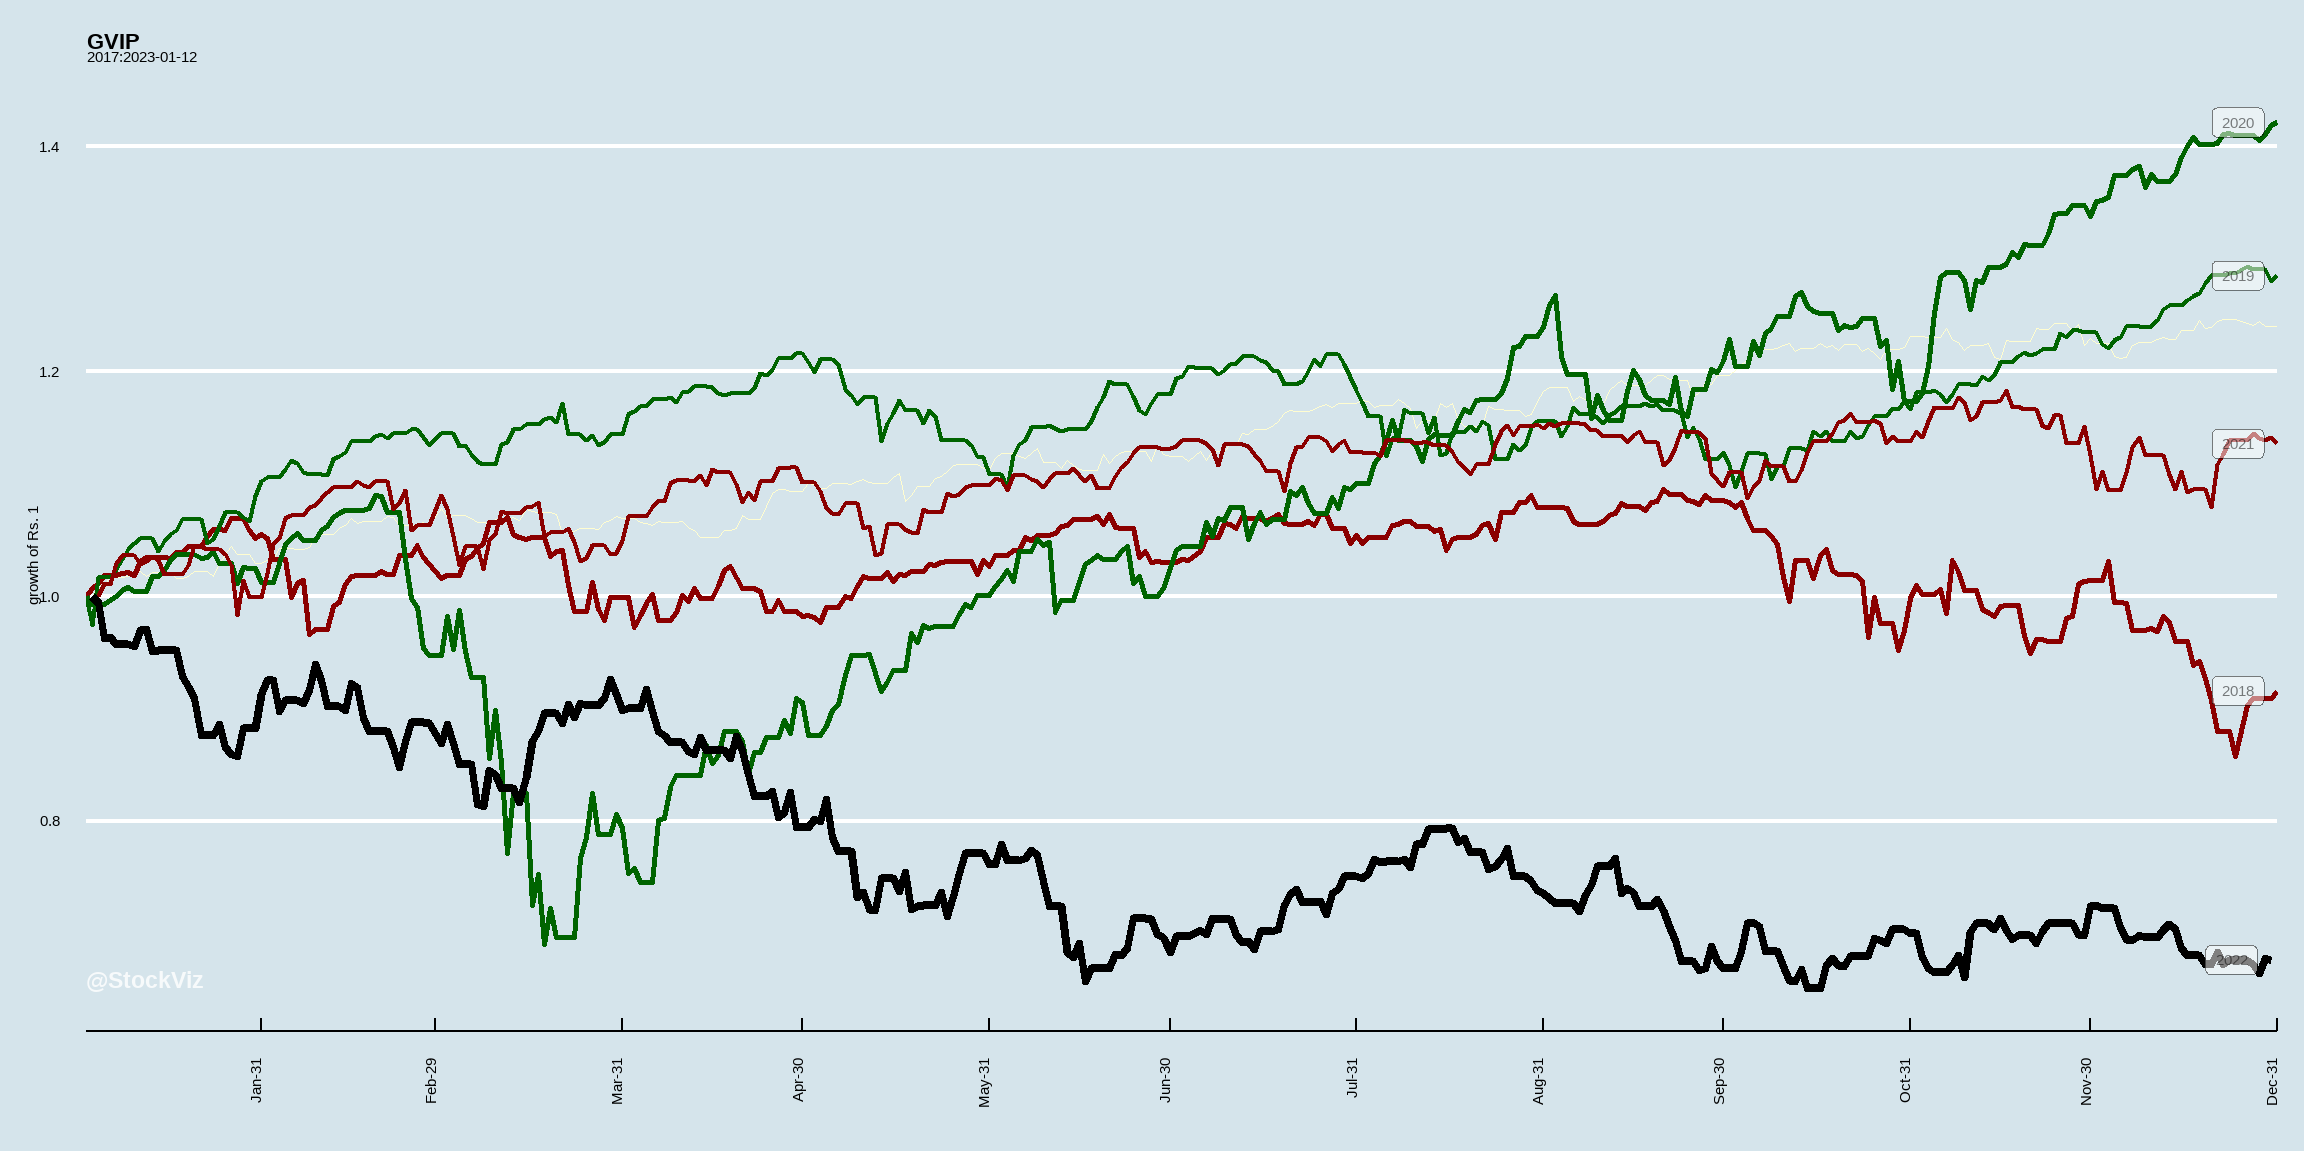 GVIP
2017:2023-01-12
growth of Rs. 1
1.4
1.2
1.0
0.8
2020
2019
2021
2018
2022
@StockViz
Jan-31
Feb-29
Mar-31
Apr-30
May-31
Jun-30
Jul-31
Aug-31
Sep-30
Oct-31
Nov-30
Dec-31